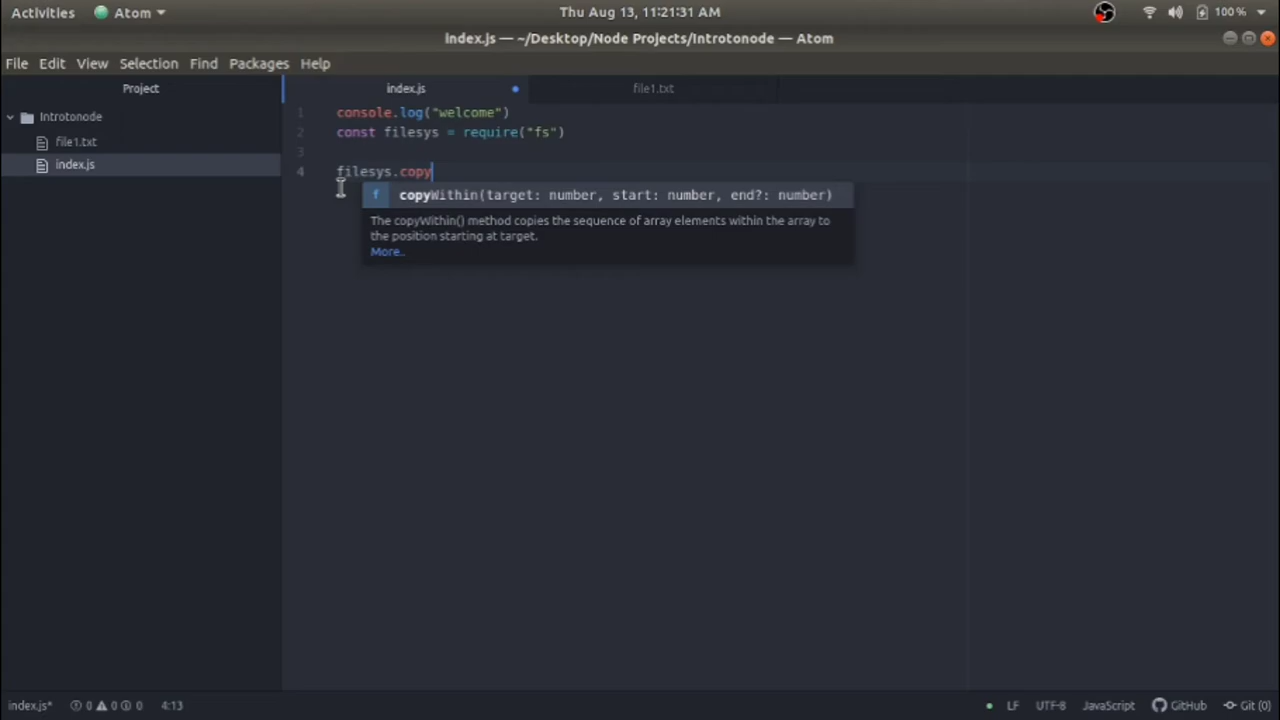 Activities Atom Thu Aug 13, 11:21:31 AM 100 %
index.js — ~/Desktop/Node Projects/Introtonode — Atom
File Edit View Selection Find Packages Help
Project index.js file1.txt
Introtonode
file1.txt
index.js
1 console.log("welcome")
2 const filesys = require("fs")
3
4 filesys.copy
f copyWithin(target: number, start: number, end?: number)
The copyWithin() method copies the sequence of array elements within the array to
the position starting at target.
More..
index.js* 0 0 0 4:13 LF UTF-8 JavaScript GitHub Git (0)